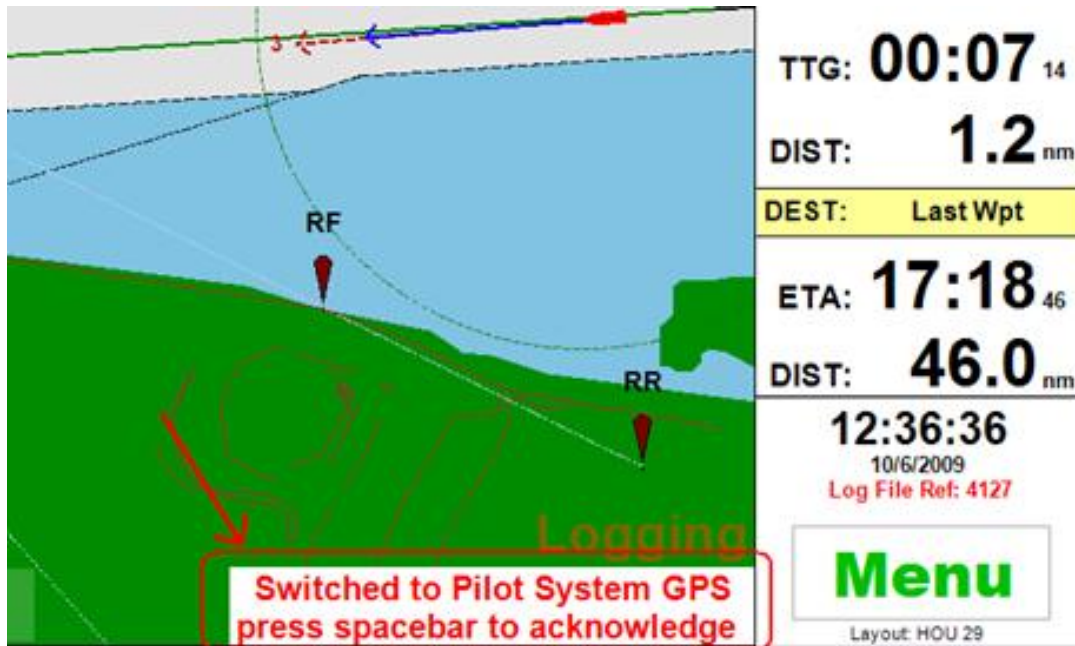 3
RF
RR
Logging
Switched to Pilot System GPS
press spacebar to acknowledge
TTG: 00:07 14
DIST: 1.2 nm
DEST: Last Wpt
ETA: 17:18 46
DIST: 46.0 nm
12:36:36
10/6/2009
Log File Ref: 4127
Menu
Layout: HOU 29